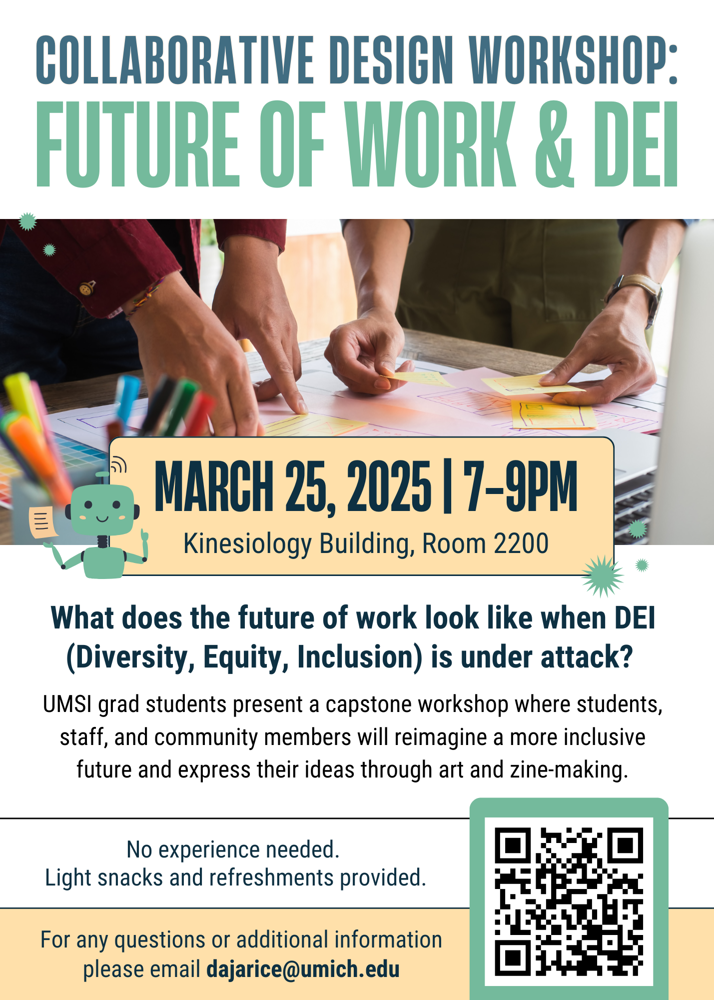 COLLABORATIVE DESIGN WORKSHOP:
FUTURE OF WORK & DEI
MARCH 25, 2025 | 7–9PM
Kinesiology Building, Room 2200
What does the future of work look like when DEI
(Diversity, Equity, Inclusion) is under attack?
UMSI grad students present a capstone workshop where students,
staff, and community members will reimagine a more inclusive
future and express their ideas through art and zine-making.
No experience needed.
Light snacks and refreshments provided.
For any questions or additional information
please email dajarice@umich.edu